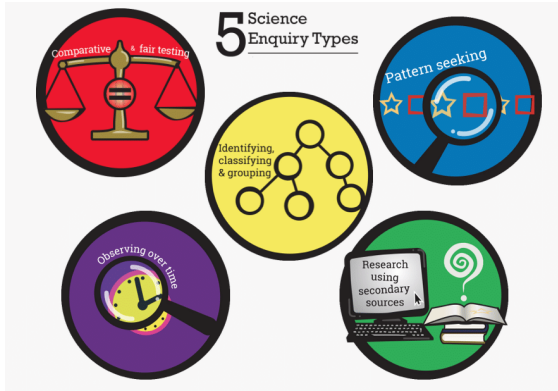 5 Science
Enquiry Types
Comparative & fair testing
Pattern seeking
Identifying,
classifying
& grouping
Observing over time
Research
using
secondary
sources